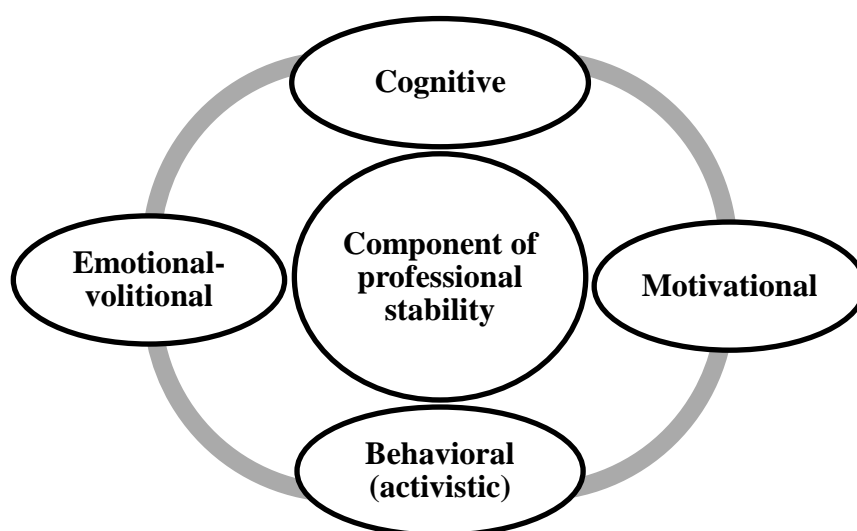 Cognitive
Emotional-
volitional
Component of
professional
stability
Motivational
Behavioral
(activistic)